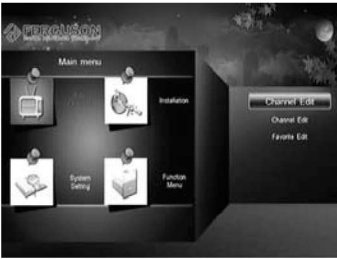 FERGUSON
Main menu
Installation
System
Setting
Function
Menu
Channel Edit
Channel Edit
Favorite Edit